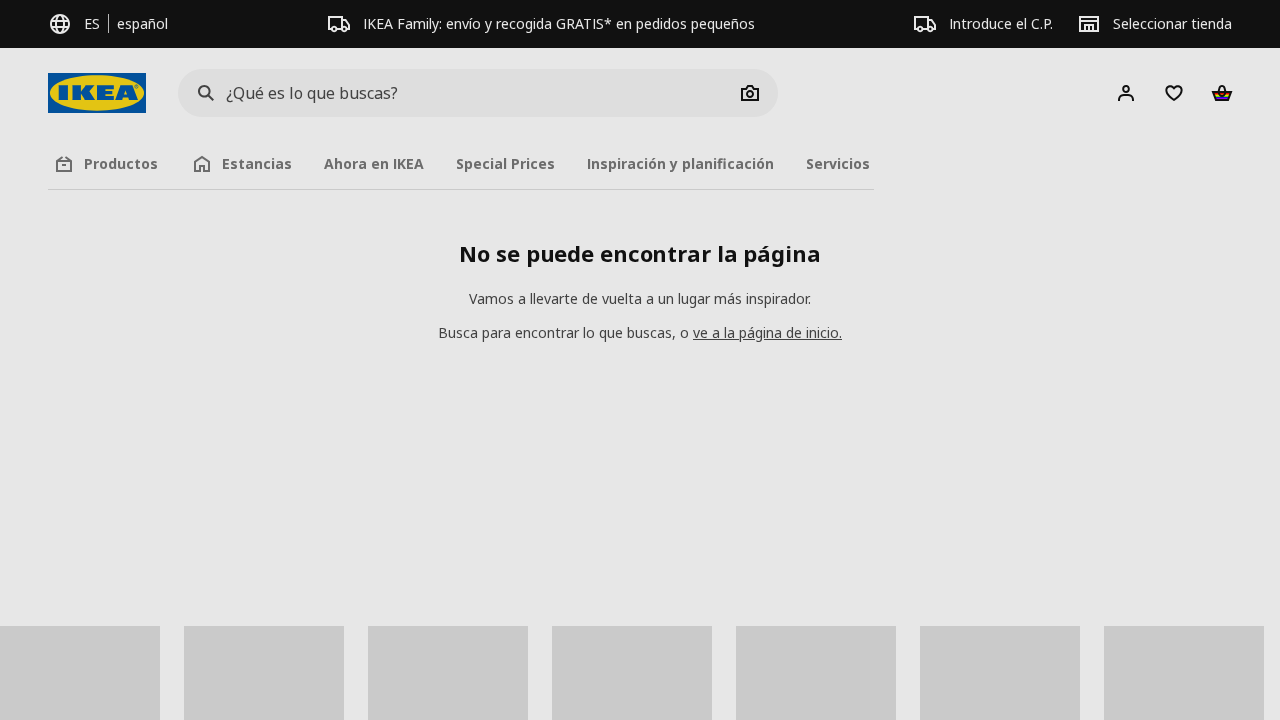 ES | español
IKEA Family: envío y recogida GRATIS* en pedidos pequeños
Introduce el C.P.
Seleccionar tienda
IKEA
¿Qué es lo que buscas?
Productos
Estancias
Ahora en IKEA
Special Prices
Inspiración y planificación
Servicios
No se puede encontrar la página
Vamos a llevarte de vuelta a un lugar más inspirador.
Busca para encontrar lo que buscas, o ve a la página de inicio.